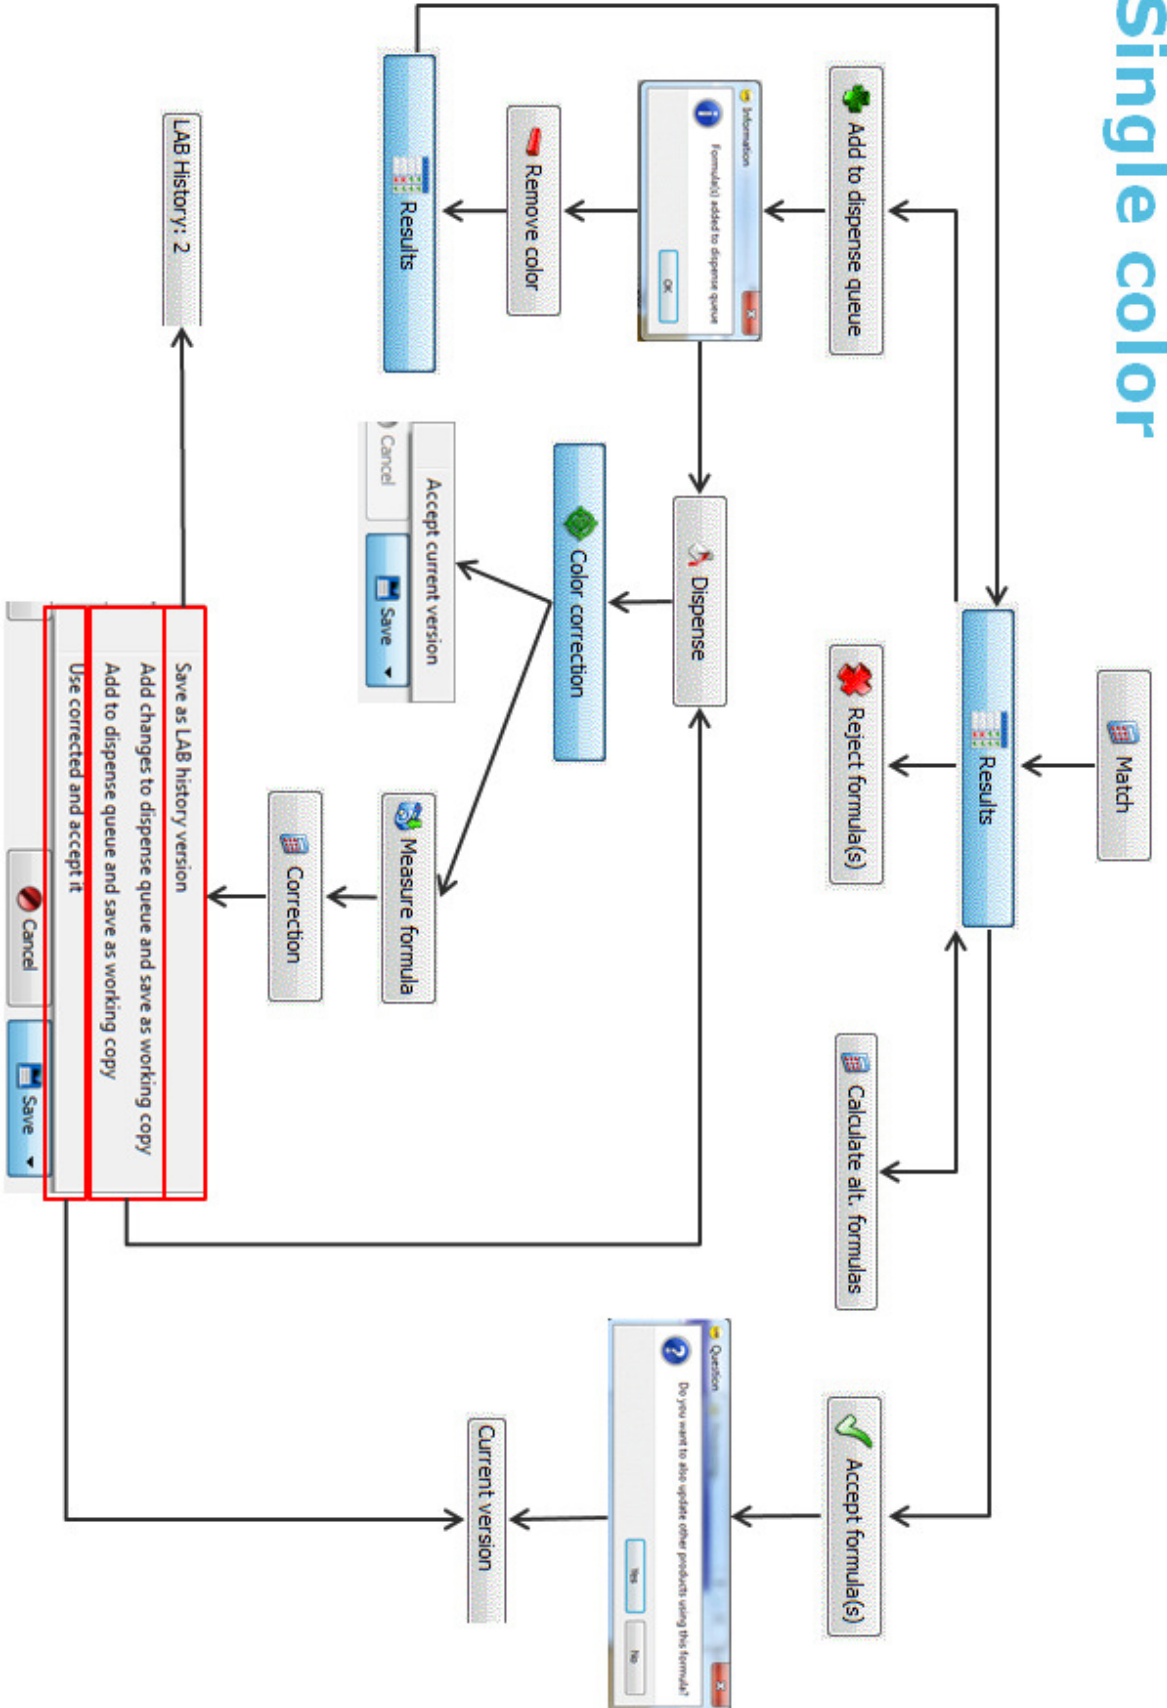 Single color
Match
Results
Add to dispense queue
Reject formula(s)
Calculate alt. formulas
Accept formula(s)
Information
Formula(s) added to dispense queue
OK
Question
Do you want to also update other products using this formula?
Yes
No
Remove color
Dispense
Results
Color correction
Current version
Accept current version
Cancel
Save
Measure formula
Correction
LAB History: 2
Save as LAB history version
Add changes to dispense queue and save as working copy
Add to dispense queue and save as working copy
Use corrected and accept it
Cancel
Save